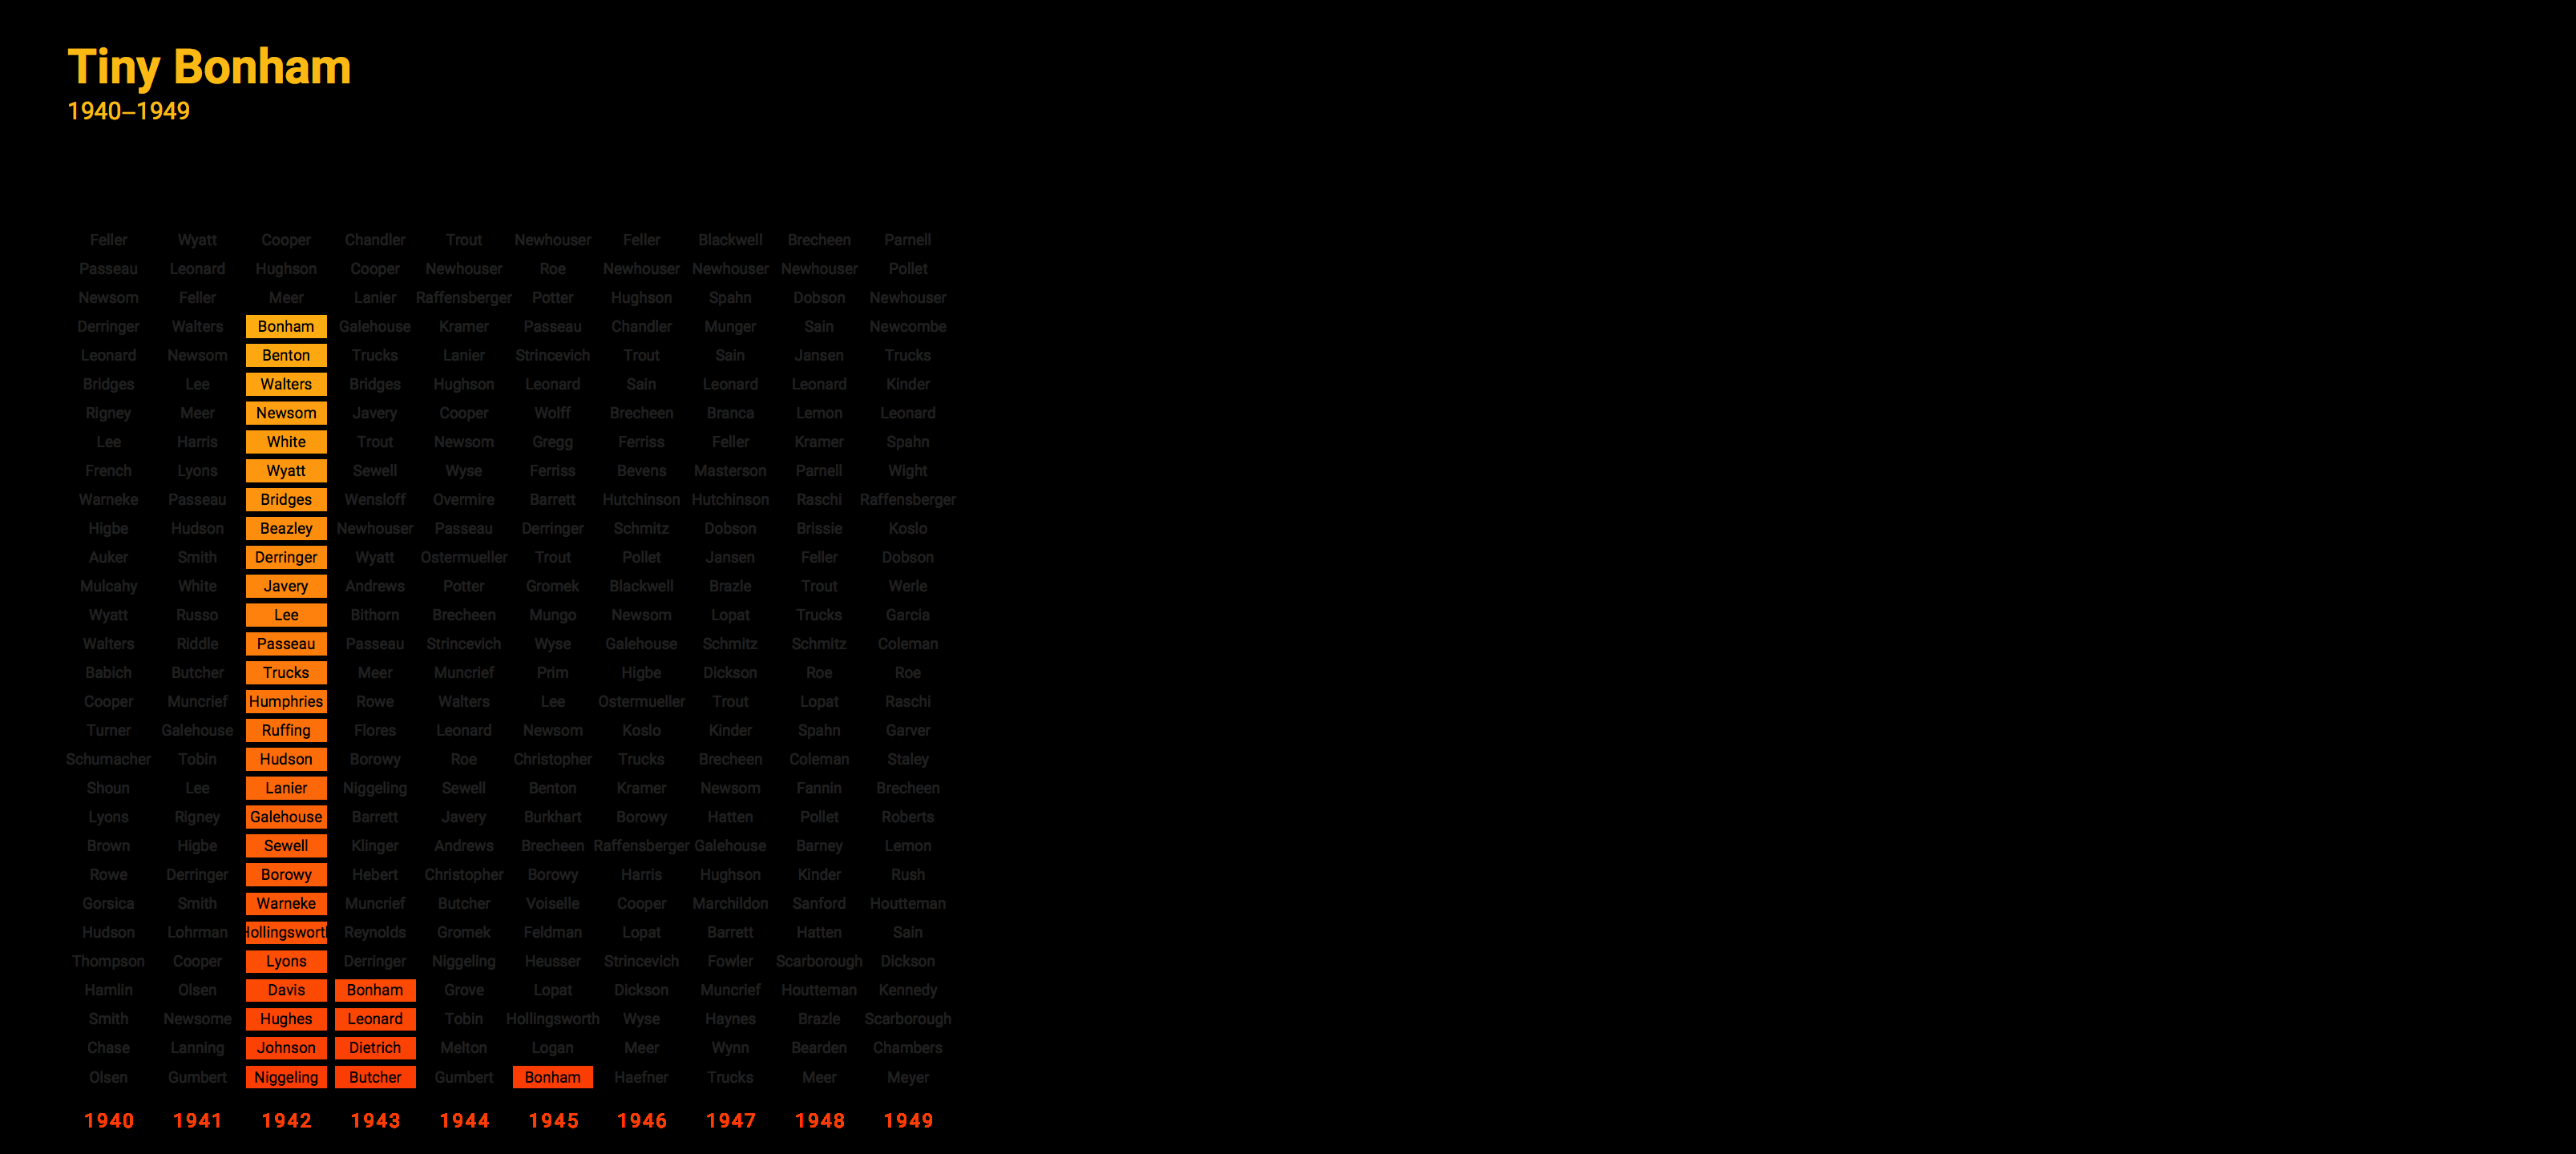 Tiny Bonham
1940–1949
Feller Wyatt Cooper Chandler Trout Newhouser Feller Blackwell Brecheen Parnell
Passeau Leonard Hughson Cooper Newhouser Roe Newhouser Newhouser Newhouser Pollet
Newsom Feller Meer Lanier Raffensberger Potter Hughson Spahn Dobson Newhouser
Derringer Walters Bonham Galehouse Kramer Passeau Chandler Munger Sain Newcombe
Leonard Newsom Benton Trucks Lanier Strincevich Trout Sain Jansen Trucks
Bridges Lee Walters Bridges Hughson Leonard Sain Leonard Leonard Kinder
Rigney Meer Newsom Javery Cooper Wolff Brecheen Branca Lemon Leonard
Lee Harris White Trout Newsom Gregg Ferriss Feller Kramer Spahn
French Lyons Wyatt Sewell Wyse Ferriss Bevens Masterson Parnell Wight
Warneke Passeau Bridges Wensloff Overmire Barrett Hutchinson Hutchinson Raschi Raffensberger
Higbe Hudson Beazley Newhouser Passeau Derringer Schmitz Dobson Brissie Koslo
Auker Smith Derringer Wyatt Ostermueller Trout Pollet Jansen Feller Dobson
Mulcahy White Javery Andrews Potter Gromek Blackwell Brazle Trout Werle
Wyatt Russo Lee Bithorn Brecheen Mungo Newsom Lopat Trucks Garcia
Walters Riddle Passeau Passeau Strincevich Wyse Galehouse Schmitz Schmitz Coleman
Babich Butcher Trucks Meer Muncrief Prim Higbe Dickson Roe Roe
Cooper Muncrief Humphries Rowe Walters Lee Ostermueller Trout Lopat Raschi
Turner Galehouse Ruffing Flores Leonard Newsom Koslo Kinder Spahn Garver
Schumacher Tobin Hudson Borowy Roe Christopher Trucks Brecheen Coleman Staley
Shoun Lee Lanier Niggeling Sewell Benton Kramer Newsom Fannin Brecheen
Lyons Rigney Galehouse Barrett Javery Burkhart Borowy Hatten Pollet Roberts
Brown Higbe Sewell Klinger Andrews Brecheen Raffensberger Galehouse Barney Lemon
Rowe Derringer Borowy Hebert Christopher Borowy Harris Hughson Kinder Rush
Gorsica Smith Warneke Muncrief Butcher Voiselle Cooper Marchildon Sanford Houtteman
Hudson Lohrman Hollingsworth Reynolds Gromek Feldman Lopat Barrett Hatten Sain
Thompson Cooper Lyons Derringer Niggeling Heusser Strincevich Fowler Scarborough Dickson
Hamlin Olsen Davis Bonham Grove Lopat Dickson Muncrief Houtteman Kennedy
Smith Newsome Hughes Leonard Tobin Hollingsworth Wyse Haynes Brazle Scarborough
Chase Lanning Johnson Dietrich Melton Logan Meer Wynn Bearden Chambers
Olsen Gumbert Niggeling Butcher Gumbert Bonham Haefner Trucks Meer Meyer
1940 1941 1942 1943 1944 1945 1946 1947 1948 1949